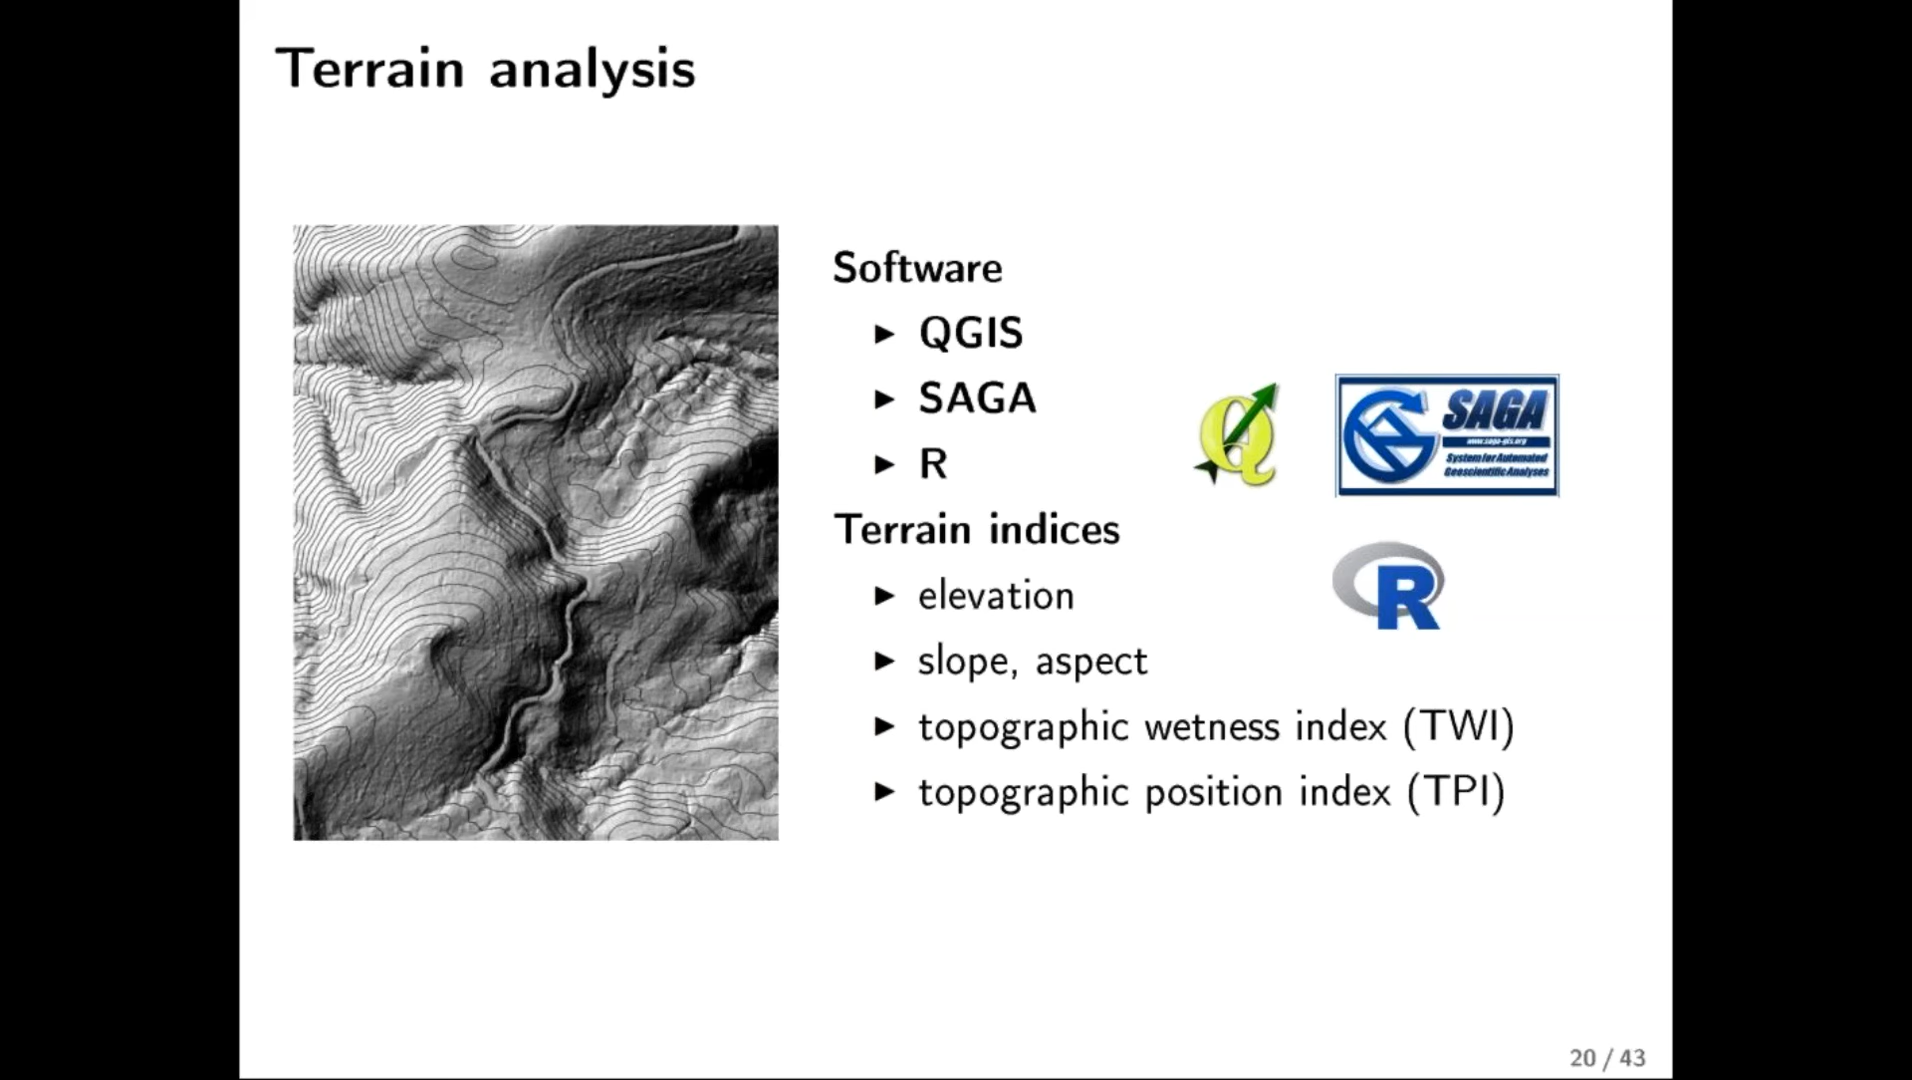 Terrain analysis
Software
▶ QGIS
▶ SAGA
▶ R
Terrain indices
▶ elevation
▶ slope, aspect
▶ topographic wetness index (TWI)
▶ topographic position index (TPI)
Q
SAGA
www.saga-gis.org
System for Automated
Geoscientific Analyses
R
20 / 43